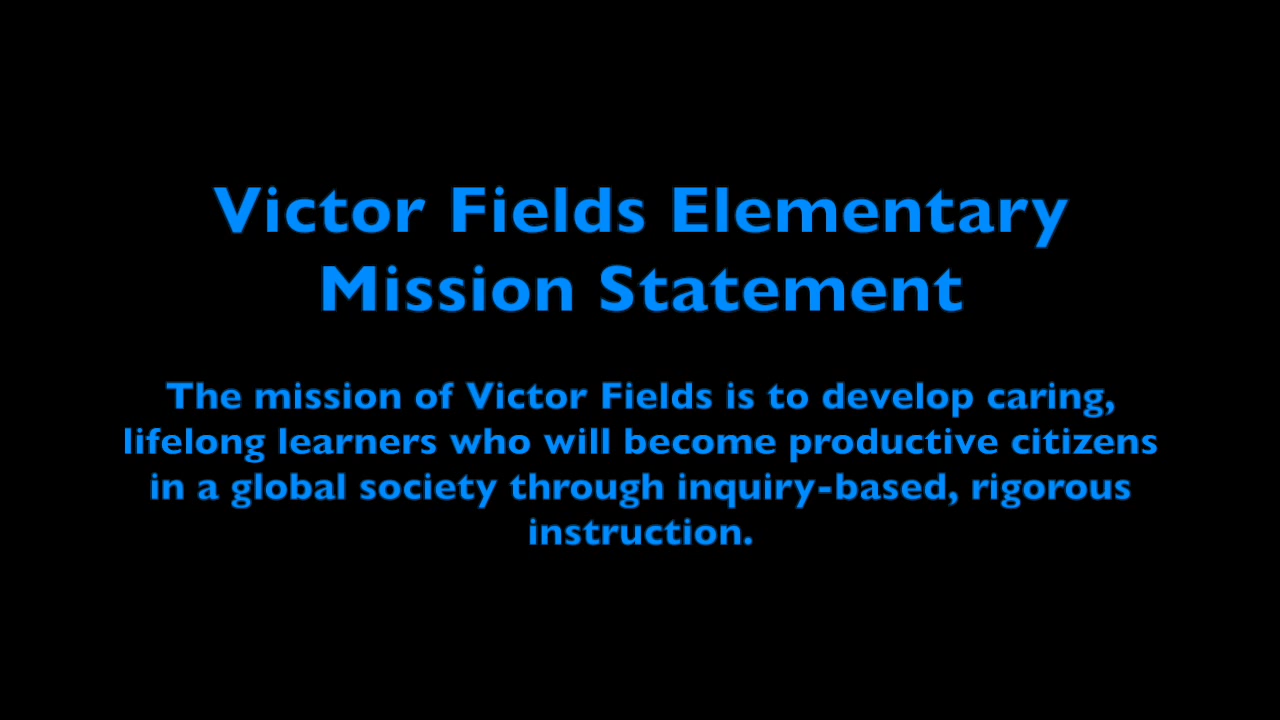 Victor Fields Elementary
Mission Statement
The mission of Victor Fields is to develop caring,
lifelong learners who will become productive citizens
in a global society through inquiry-based, rigorous
instruction.